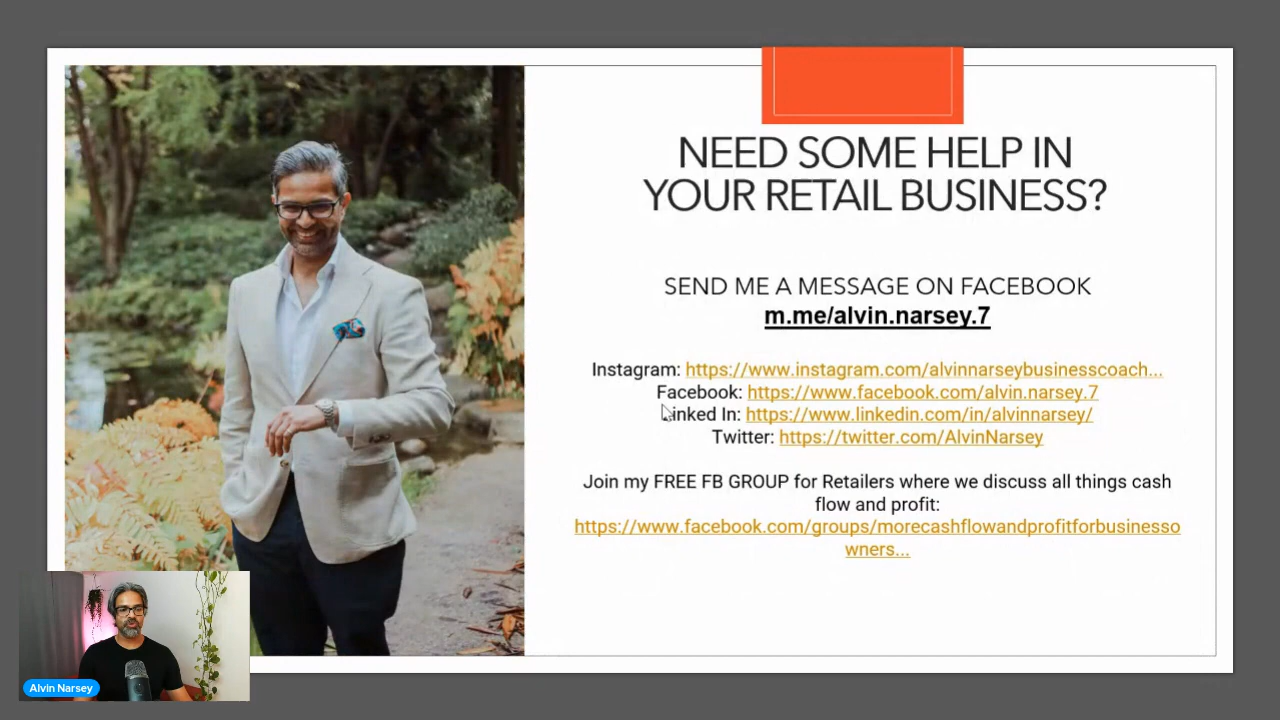 NEED SOME HELP IN
YOUR RETAIL BUSINESS?
SEND ME A MESSAGE ON FACEBOOK
m.me/alvin.narsey.7
Instagram: https://www.instagram.com/alvinnarseybusinesscoach...
Facebook: https://www.facebook.com/alvin.narsey.7
Linked In: https://www.linkedin.com/in/alvinnarsey/
Twitter: https://twitter.com/AlvinNarsey
Join my FREE FB GROUP for Retailers where we discuss all things cash
flow and profit:
https://www.facebook.com/groups/morecashflowandprofitforbusinesso
wners...
Alvin Narsey